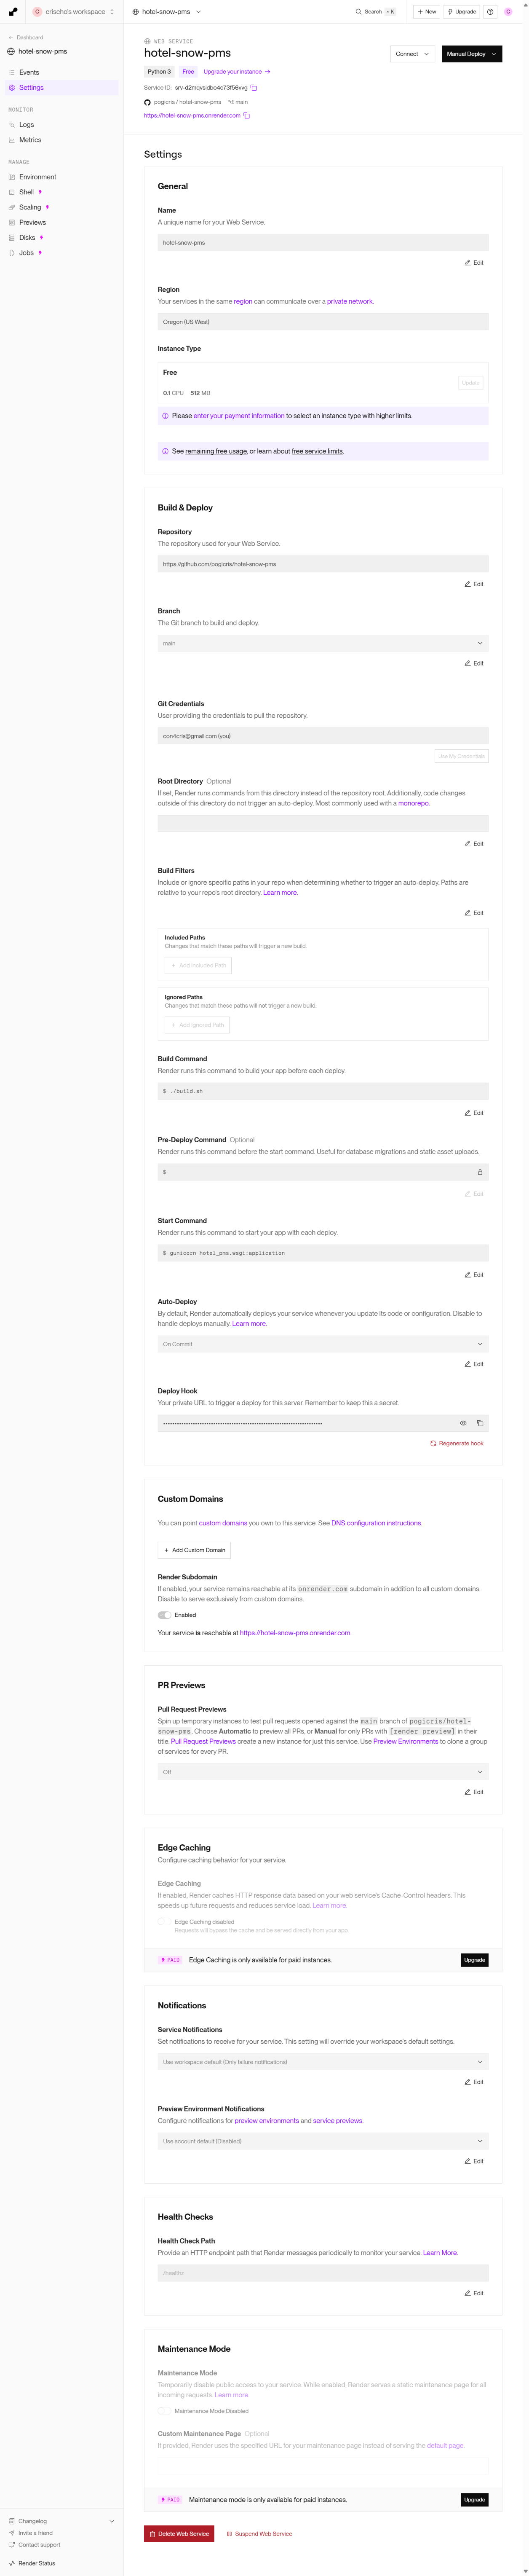 crischo's workspace
hotel-snow-pms
Search
K
New
Upgrade
C
Dashboard
hotel-snow-pms
Events
Settings
MONITOR
Logs
Metrics
MANAGE
Environment
Shell
Scaling
Previews
Disks
Jobs
WEB SERVICE
hotel-snow-pms
Connect
Manual Deploy
Python 3
Free
Upgrade your instance →
Service ID:
pogicris / hotel-snow-pms
main
https://hotel-snow-pms.onrender.com
Settings
General
Name
A unique name for your Web Service.
hotel-snow-pms
Edit
Region
Your services in the same region can communicate over a private network.
Oregon (US West)
Instance Type
Free
0.1 CPU 512 MB
Update
Please enter your payment information to select an instance type with higher limits.
See remaining free usage, or learn about free service limits.
Build & Deploy
Repository
The repository used for your Web Service.
https://github.com/pogicris/hotel-snow-pms
Edit
Branch
The Git branch to build and deploy.
main
Edit
Git Credentials
User providing the credentials to pull the repository.
con4cris@gmail.com (you)
Use My Credentials
Root Directory Optional
If set, Render runs commands from this directory instead of the repository root. Additionally, code changes
outside of this directory do not trigger an auto-deploy. Most commonly used with a monorepo.
Edit
Build Filters
Include or ignore specific paths in your repo when determining whether to trigger an auto-deploy. Paths are
relative to your repo's root directory. Learn more.
Edit
Included Paths
Changes that match these paths will trigger a new build.
+ Add Included Path
Ignored Paths
Changes that match these paths will not trigger a new build.
+ Add Ignored Path
Build Command
Render runs this command to build your app before each deploy.
$ ./build.sh
Edit
Pre-Deploy Command Optional
Render runs this command before the start command. Useful for database migrations and static asset uploads.
$
Edit
Start Command
Render runs this command to start your app with each deploy.
$ gunicorn hotel_pms.wsgi:application
Edit
Auto-Deploy
By default, Render automatically deploys your service whenever you update its code or configuration. Disable to
handle deploys manually. Learn more.
On Commit
Edit
Deploy Hook
Your private URL to trigger a deploy for this server. Remember to keep this a secret.
Regenerate hook
Custom Domains
You can point custom domains you own to this service. See DNS configuration instructions.
+ Add Custom Domain
Render Subdomain
If enabled, your service remains reachable at its onrender.com subdomain in addition to all custom domains.
Disable to serve exclusively from custom domains.
Enabled
Your service is reachable at https://hotel-snow-pms.onrender.com.
PR Previews
Pull Request Previews
Spin up temporary instances to test pull requests opened against the main branch of pogicris/hotel-
snow-pms. Choose Automatic to preview all PRs, or Manual for only PRs with [render preview] in their
title. Pull Request Previews create a new instance for just this service. Use Preview Environments to clone a group
of services for every PR.
Off
Edit
Edge Caching
Configure caching behavior for your service.
Edge Caching
If enabled, Render caches HTTP response data based on your web service's Cache-Control headers. This
speeds up future requests and reduces service load. Learn more.
Edge Caching disabled
Requests will bypass the cache and be served directly from your app
PAID
Edge Caching is only available for paid instances.
Upgrade
Notifications
Service Notifications
Set notifications to receive for your service. This setting will override your workspace's default settings.
Use workspace default (Only failure notifications)
Edit
Preview Environment Notifications
Configure notifications for preview environments and service previews.
Use account default (Disabled)
Edit
Health Checks
Health Check Path
Provide an HTTP endpoint path that Render messages periodically to monitor your service. Learn More.
/healthz
Edit
Maintenance Mode
Maintenance Mode
Temporarily disable public access to your service. While enabled, Render serves a static maintenance page for all
incoming requests. Learn more.
Maintenance Mode Disabled
Custom Maintenance Page Optional
If provided, Render uses the specified URL for your maintenance page instead of serving the default page.
PAID
Maintenance mode is only available for paid instances.
Upgrade
Delete Web Service
Suspend Web Service
Changelog
Invite a friend
Contact support
Render Status